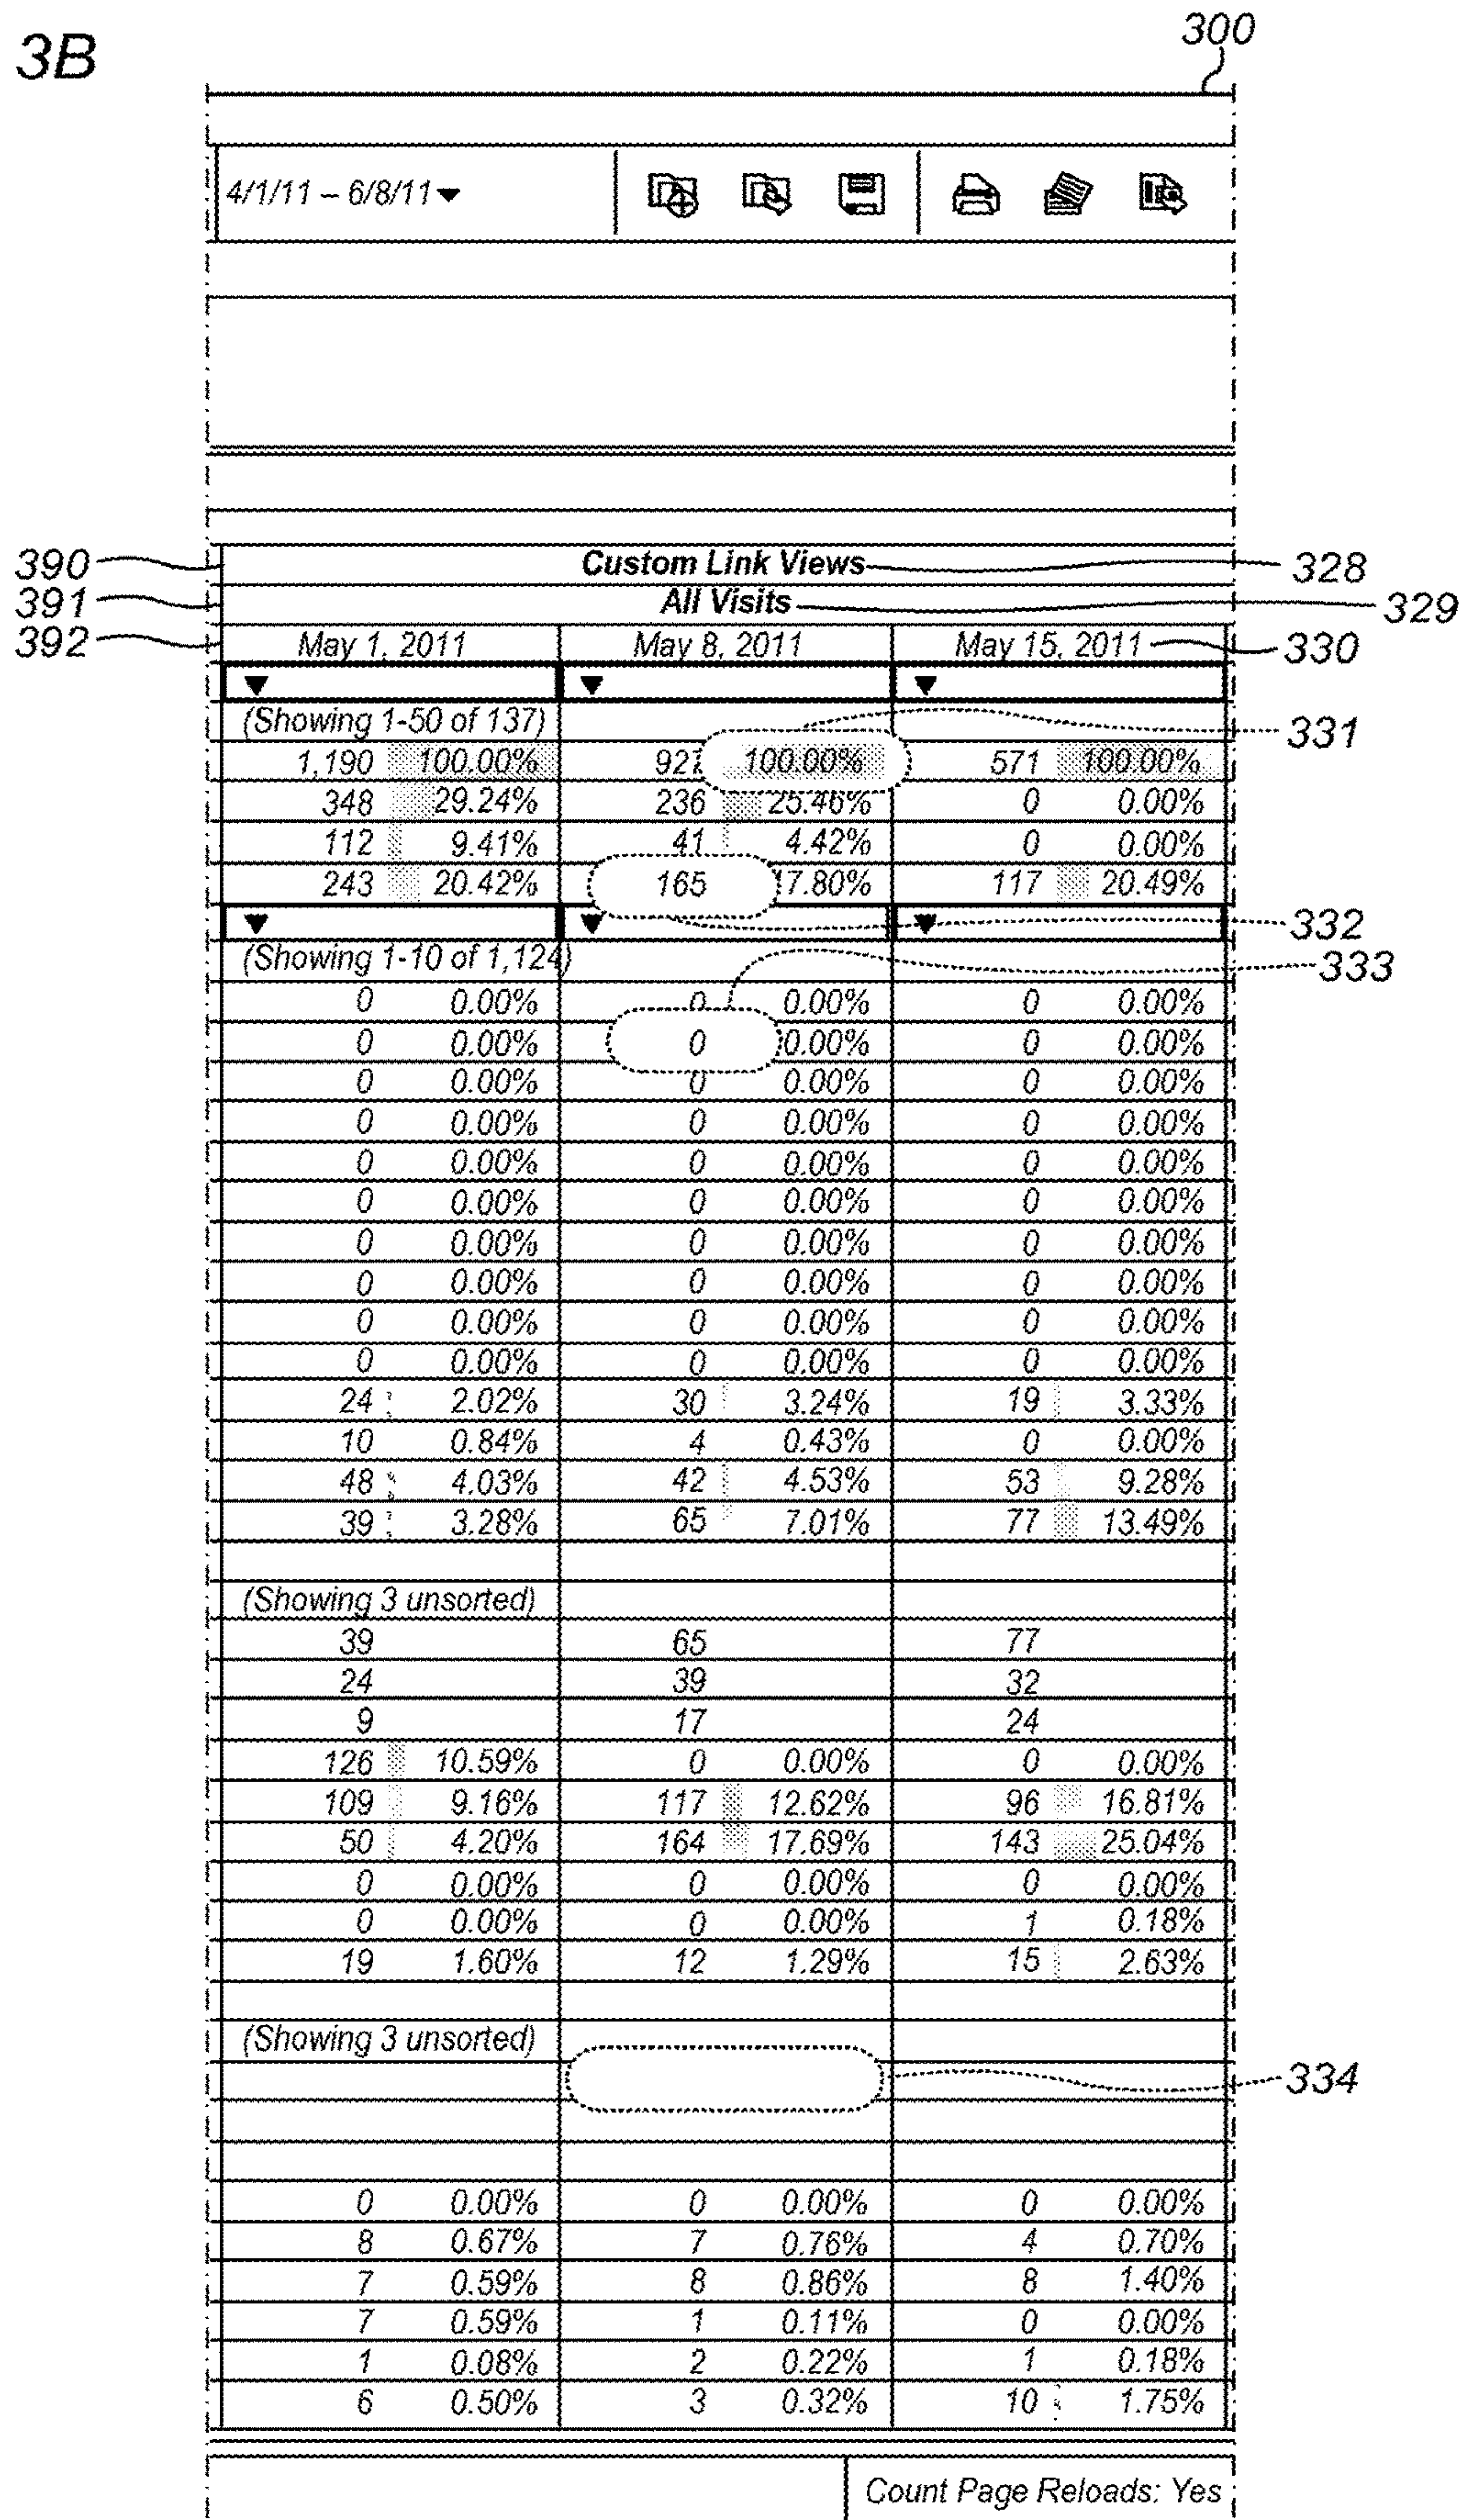 3B
300
4/1/11 – 6/8/11
390 Custom Link Views 328
391 All Visits 329
392 May 1, 2011 May 8, 2011 May 15, 2011 330
(Showing 1-50 of 137) 331
1,190 100.00% 927 100.00% 571 100.00%
348 29.24% 236 25.46% 0 0.00%
112 9.41% 41 4.42% 0 0.00%
243 20.42% 165 7.80% 117 20.49%
332
(Showing 1-10 of 1,124) 333
0 0.00% 0 0.00% 0 0.00%
0 0.00% 0 0.00% 0 0.00%
0 0.00% 0 0.00% 0 0.00%
0 0.00% 0 0.00% 0 0.00%
0 0.00% 0 0.00% 0 0.00%
0 0.00% 0 0.00% 0 0.00%
0 0.00% 0 0.00% 0 0.00%
0 0.00% 0 0.00% 0 0.00%
0 0.00% 0 0.00% 0 0.00%
0 0.00% 0 0.00% 0 0.00%
24 2.02% 30 3.24% 19 3.33%
10 0.84% 4 0.43% 0 0.00%
48 4.03% 42 4.53% 53 9.28%
39 3.28% 65 7.01% 77 13.49%
(Showing 3 unsorted)
39 65 77
24 39 32
9 17 24
126 10.59% 0 0.00% 0 0.00%
109 9.16% 117 12.62% 96 16.81%
50 4.20% 164 17.69% 143 25.04%
0 0.00% 0 0.00% 0 0.00%
0 0.00% 0 0.00% 1 0.18%
19 1.60% 12 1.29% 15 2.63%
(Showing 3 unsorted)
334
0 0.00% 0 0.00% 0 0.00%
8 0.67% 7 0.76% 4 0.70%
7 0.59% 8 0.86% 8 1.40%
7 0.59% 1 0.11% 0 0.00%
1 0.08% 2 0.22% 1 0.18%
6 0.50% 3 0.32% 10 1.75%
Count Page Reloads: Yes